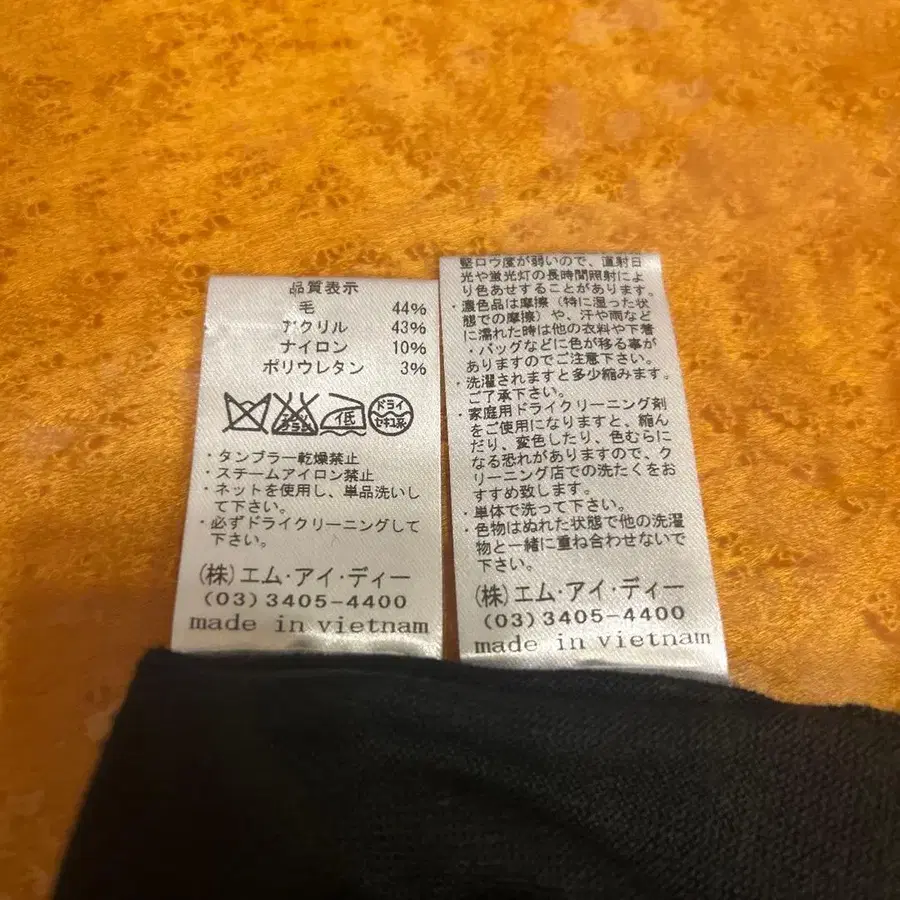 品質表示
毛 44%
アクリル 43%
ナイロン 10%
ポリウレタン 3%
エンソ サラシ
低
ドライ
セキユ系
・タンブラー乾燥禁止
・スチームアイロン禁止
・ネットを使用し、単品洗いし
て下さい。
・必ずドライクリーニングして
下さい。
(株)エム・アイ・ディー
(03)3405-4400
made in vietnam
堅ロウ度が弱いので、直射日
光や蛍光灯の長時間照射によ
り色あせすることがあります。
・濃色品は摩擦(特に湿った状
態での摩擦)や、汗や雨など
に濡れた時は他の衣料や下着
・バッグなどに色が移る事が
ありますのでご注意下さい。
・洗濯されますと多少縮みます。
ご了承下さい。
・家庭用ドライクリーニング剤
をご使用になりますと、縮ん
だり、変色したり、色むらに
なる恐れがありますので、ク
リーニング店での洗たくをお
すすめ致します。
・単体で洗って下さい。
・色物はぬれた状態で他の洗濯
物と一緒に重ね合わせないで
下さい。
(株)エム・アイ・ディー
(03)3405-4400
made in vietnam